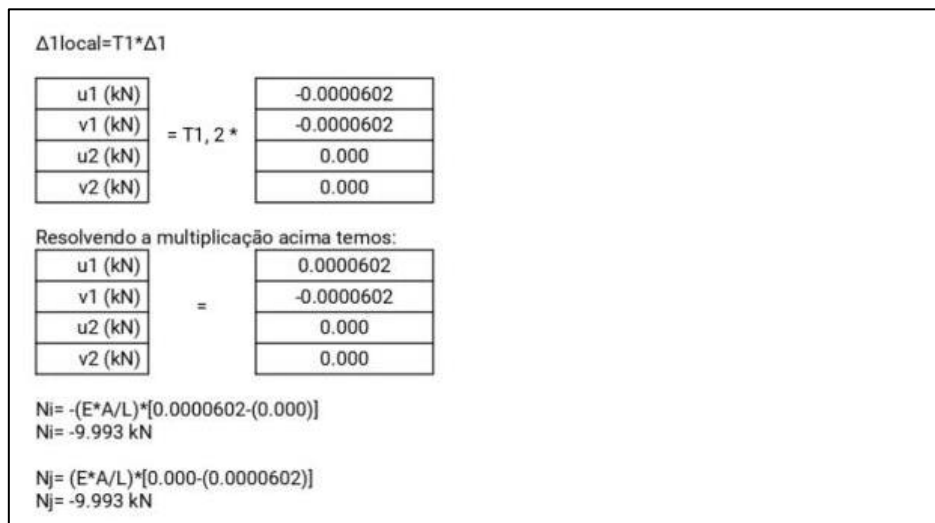 Δ1local=T1*Δ1
u1 (kN) -0.0000602
v1 (kN) -0.0000602
= T1, 2 *
u2 (kN) 0.000
v2 (kN) 0.000
Resolvendo a multiplicação acima temos:
u1 (kN) 0.0000602
v1 (kN) -0.0000602
=
u2 (kN) 0.000
v2 (kN) 0.000
Ni= -(E*A/L)*[0.0000602-(0.000)]
Ni= -9.993 kN
Nj= (E*A/L)*[0.000-(0.0000602)]
Nj= -9.993 kN